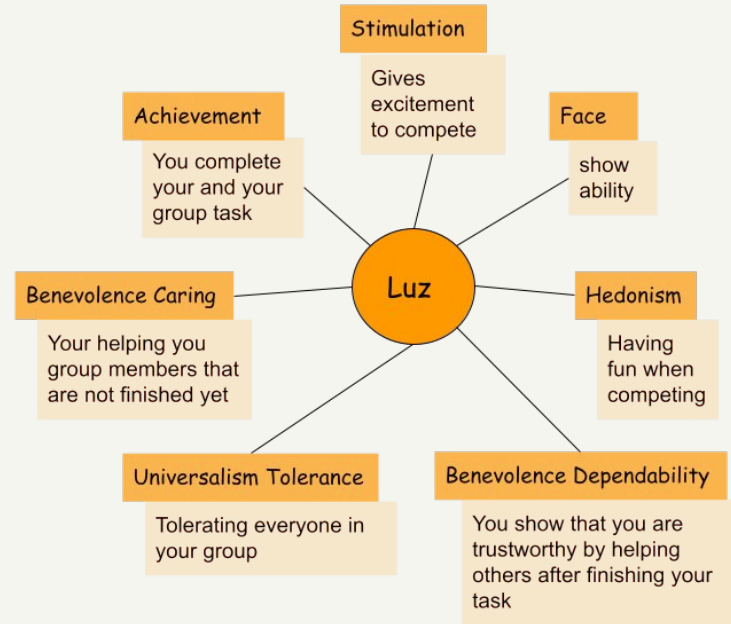 Stimulation
Gives
excitement
to compete
Achievement
You complete
your and your
group task
Face
show
ability
Luz
Benevolence Caring
Your helping you
group members that
are not finished yet
Hedonism
Having
fun when
competing
Universalism Tolerance
Tolerating everyone in
your group
Benevolence Dependability
You show that you are
trustworthy by helping
others after finishing your
task